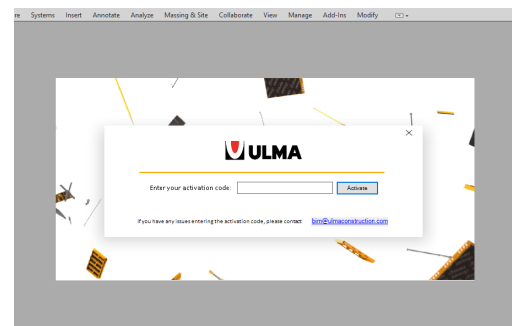 re Systems Insert Annotate Analyze Massing & Site Collaborate View Manage Add-Ins Modify
ULMA
Enter your activation code: Activate
If you have any issues entering the activation code, please contact: bim@ulmaconstruction.com